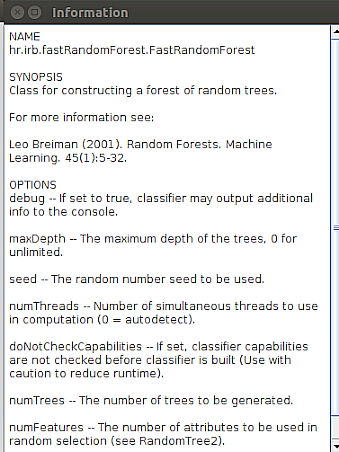 Information
NAME
hr.irb.fastRandomForest.FastRandomForest
SYNOPSIS
Class for constructing a forest of random trees.
For more information see:
Leo Breiman (2001). Random Forests. Machine
Learning. 45(1):5-32.
OPTIONS
debug -- If set to true, classifier may output additional
info to the console.
maxDepth -- The maximum depth of the trees, 0 for
unlimited.
seed -- The random number seed to be used.
numThreads -- Number of simultaneous threads to use
in computation (0 = autodetect).
doNotCheckCapabilities -- If set, classifier capabilities
are not checked before classifier is built (Use with
caution to reduce runtime).
numTrees -- The number of trees to be generated.
numFeatures -- The number of attributes to be used in
random selection (see RandomTree2).